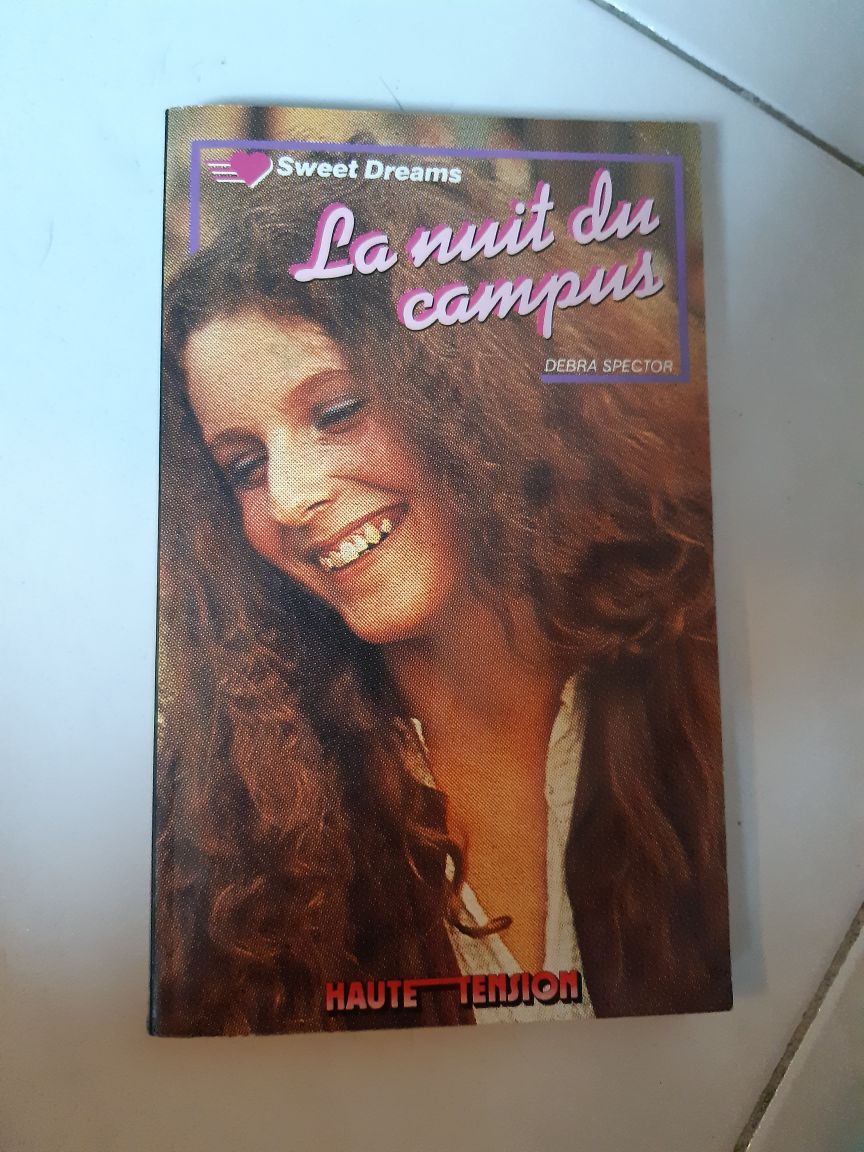 Sweet Dreams
La nuit du
campus
DEBRA SPECTOR
HAUTE TENSION